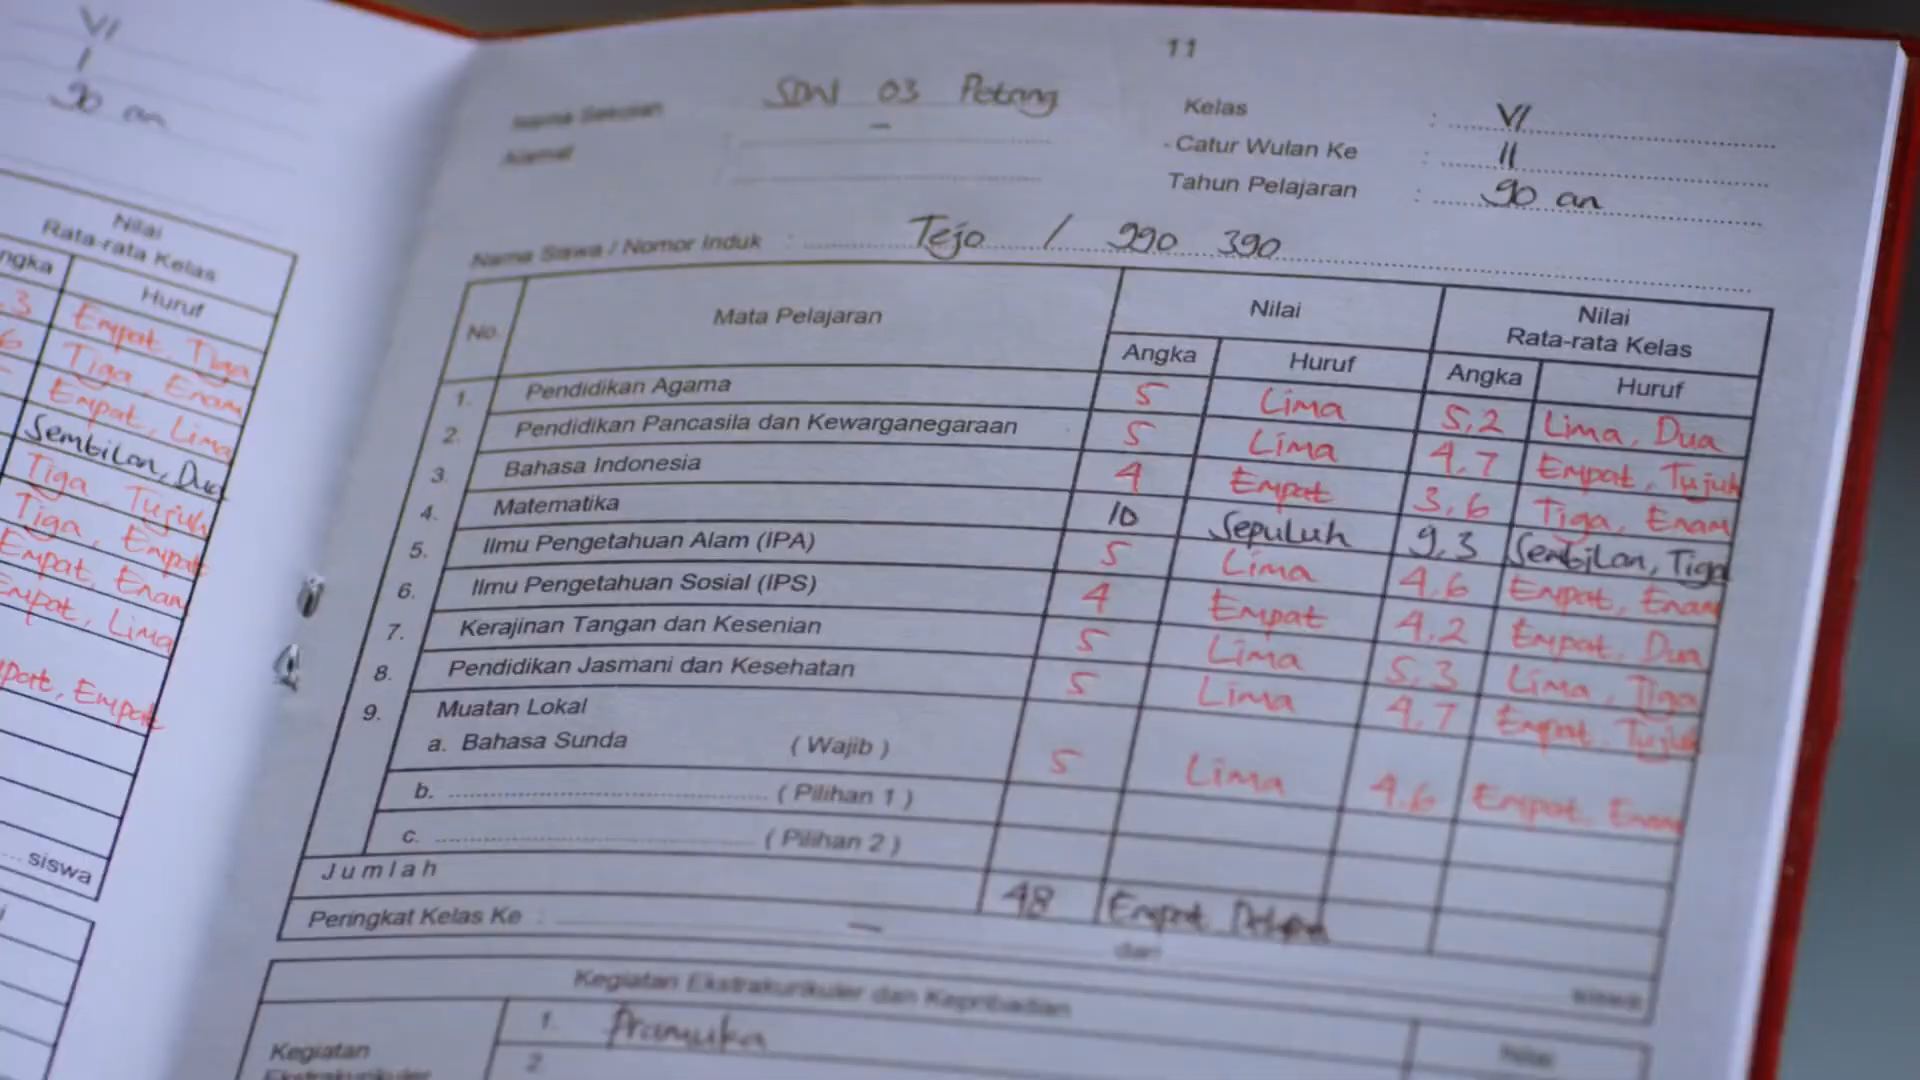 VI
I
90 an
Nilai
Rata-rata Kelas
Huruf
Empat, Tiga
Tiga, Enam
Empat, Lima
Sembilan, Dua
Tiga, Tujuh
Tiga, Empat
Empat, Enam
Empat, Lima
Empat
siswa
11
Nama Sekolah SDN 03 Petang
Alamat -
Kelas : VI
Catur Wulan Ke : II
Tahun Pelajaran : 90 an
Nama Siswa / Nomor Induk : Tejo / 990 390
No. Mata Pelajaran Nilai Nilai Rata-rata Kelas
Angka Huruf Angka Huruf
1. Pendidikan Agama 5 Lima 5,2 Lima, Dua
2. Pendidikan Pancasila dan Kewarganegaraan 5 Lima 4,7 Empat, Tujuh
3. Bahasa Indonesia 4 Empat 3,6 Tiga, Enam
4. Matematika 10 Sepuluh 9,3 Sembilan, Tiga
5. Ilmu Pengetahuan Alam (IPA) 5 Lima 4,6 Empat, Enam
6. Ilmu Pengetahuan Sosial (IPS) 4 Empat 4,2 Empat, Dua
7. Kerajinan Tangan dan Kesenian 5 Lima 5,3 Lima, Tiga
8. Pendidikan Jasmani dan Kesehatan 5 Lima 4,7 Empat, Tujuh
9. Muatan Lokal
a. Bahasa Sunda (Wajib) 5 Lima 4,6 Empat, Enam
b. (Pilihan 1)
c. (Pilihan 2)
Jumlah 48 Empat Delapan
Peringkat Kelas Ke : - dari siswa
Kegiatan Ekstrakurikuler dan Kepribadian
Kegiatan
Ekstrakurikuler
1. Pramuka
Nilai
2.